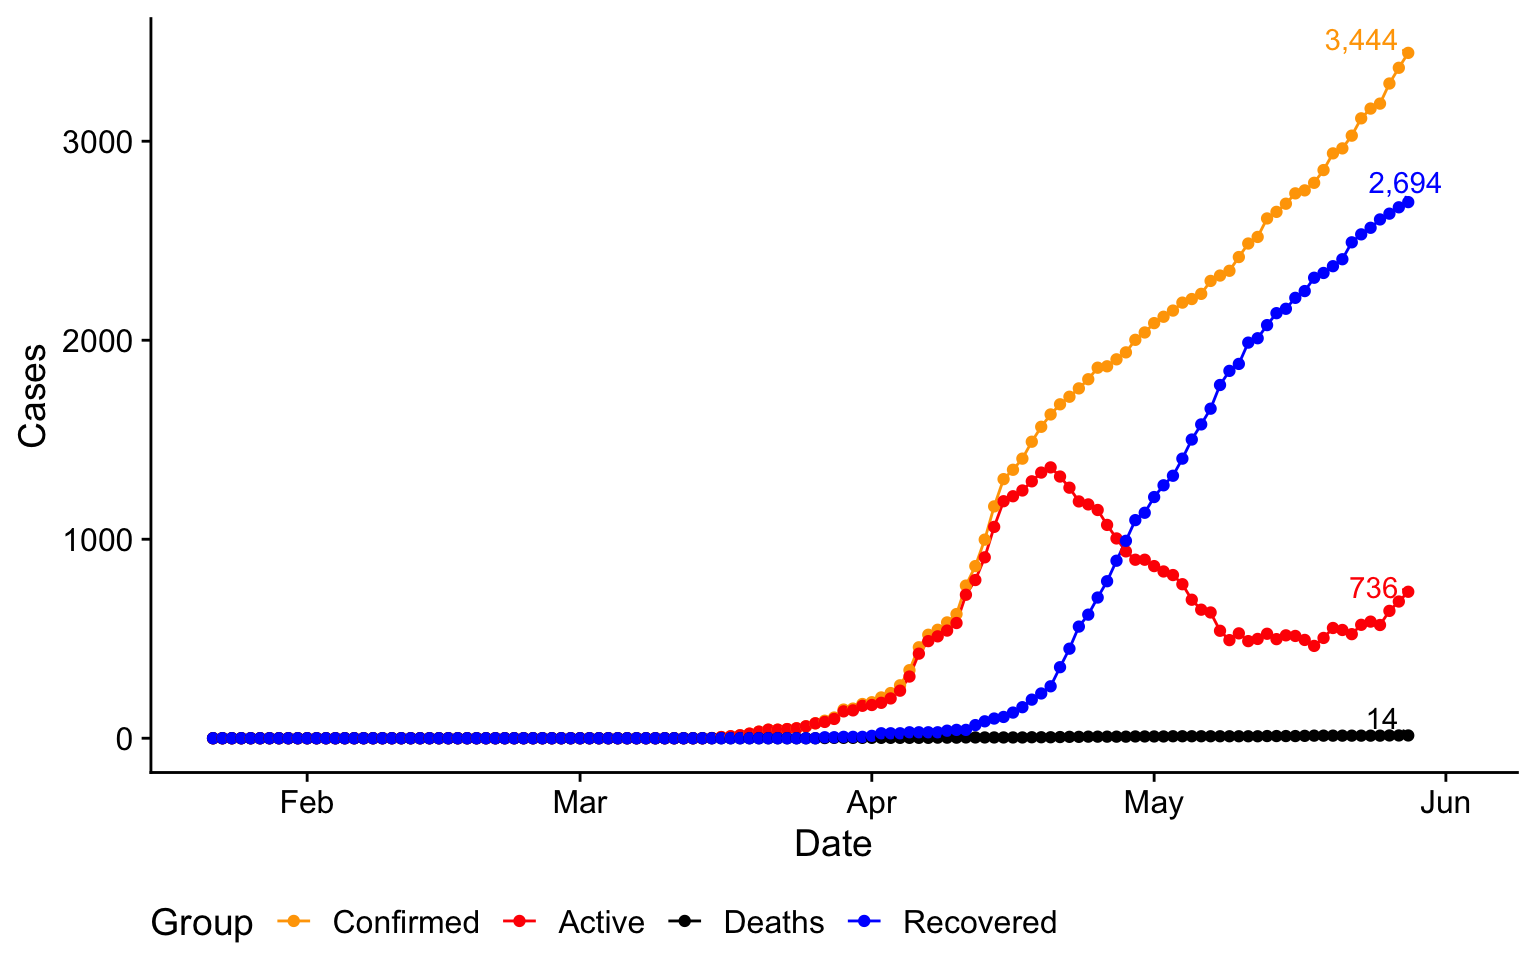 3,444
3000
2,694
2000
Cases
1000
736
14
0
Feb Mar Apr May Jun
Date
Group Confirmed Active Deaths Recovered